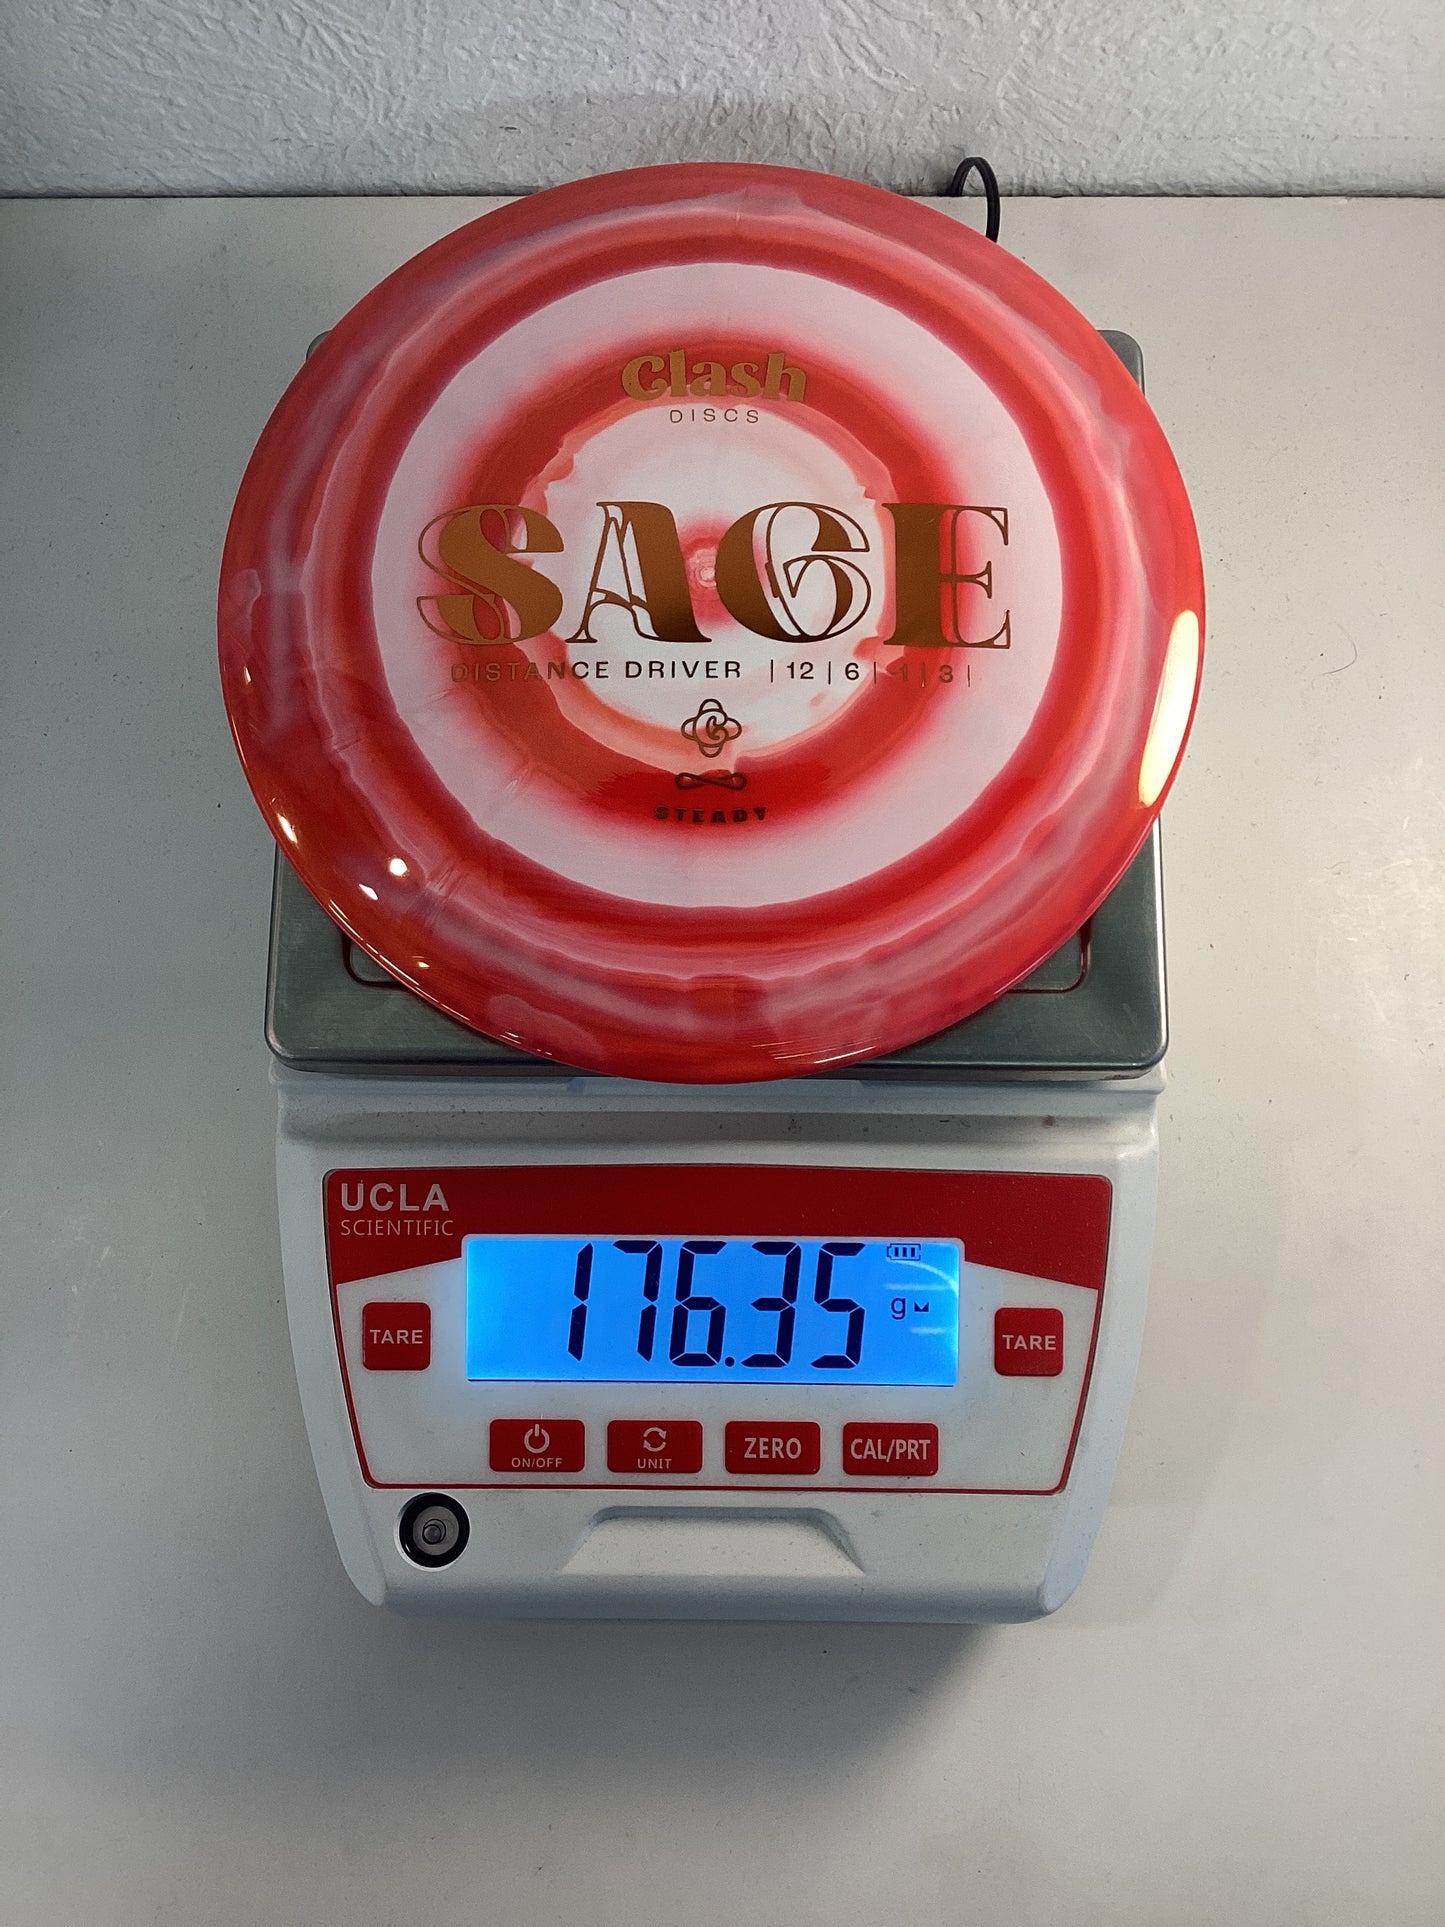 Clash
DISCS
SAGE
DISTANCE DRIVER | 12 | 6 | 1 | 3 |
STEADY
UCLA
SCIENTIFIC
176.35 g
TARE
TARE
ON/OFF
UNIT
ZERO
CAL/PRT